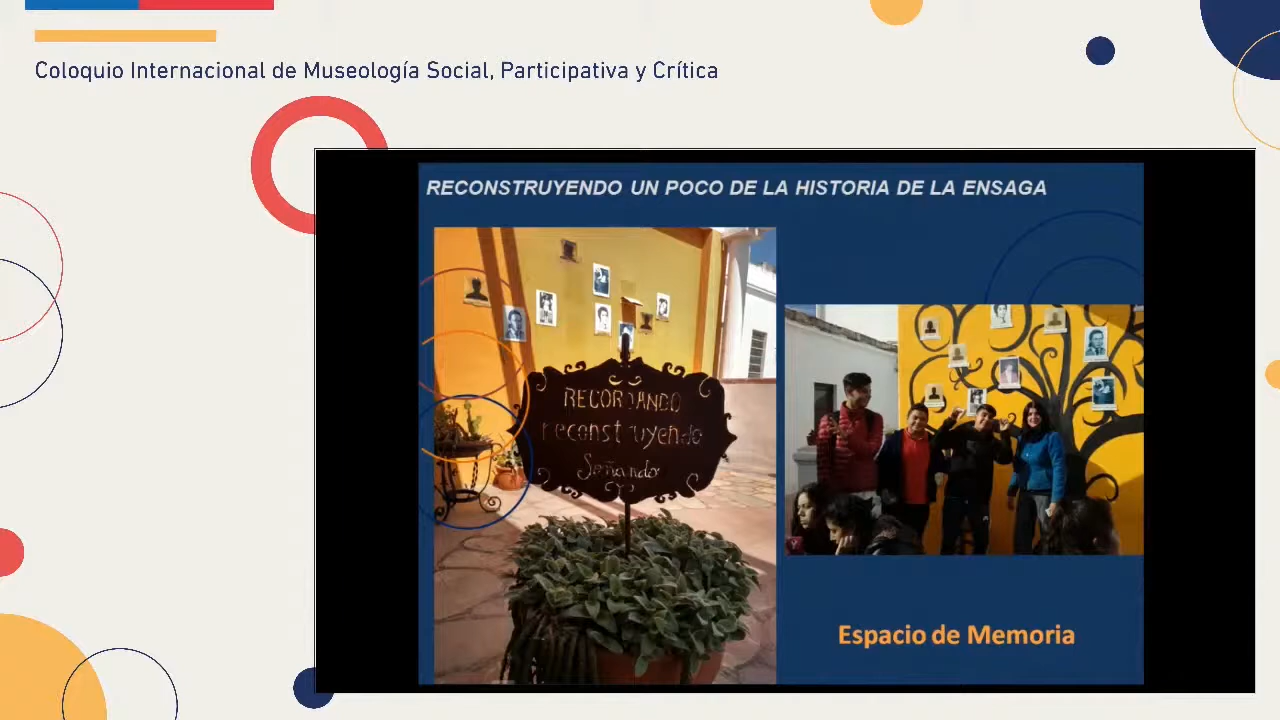 Coloquio Internacional de Museología Social, Participativa y Crítica
RECONSTRUYENDO UN POCO DE LA HISTORIA DE LA ENSAGA
RECORDANDO
reconstruyendo
Soñando
Espacio de Memoria